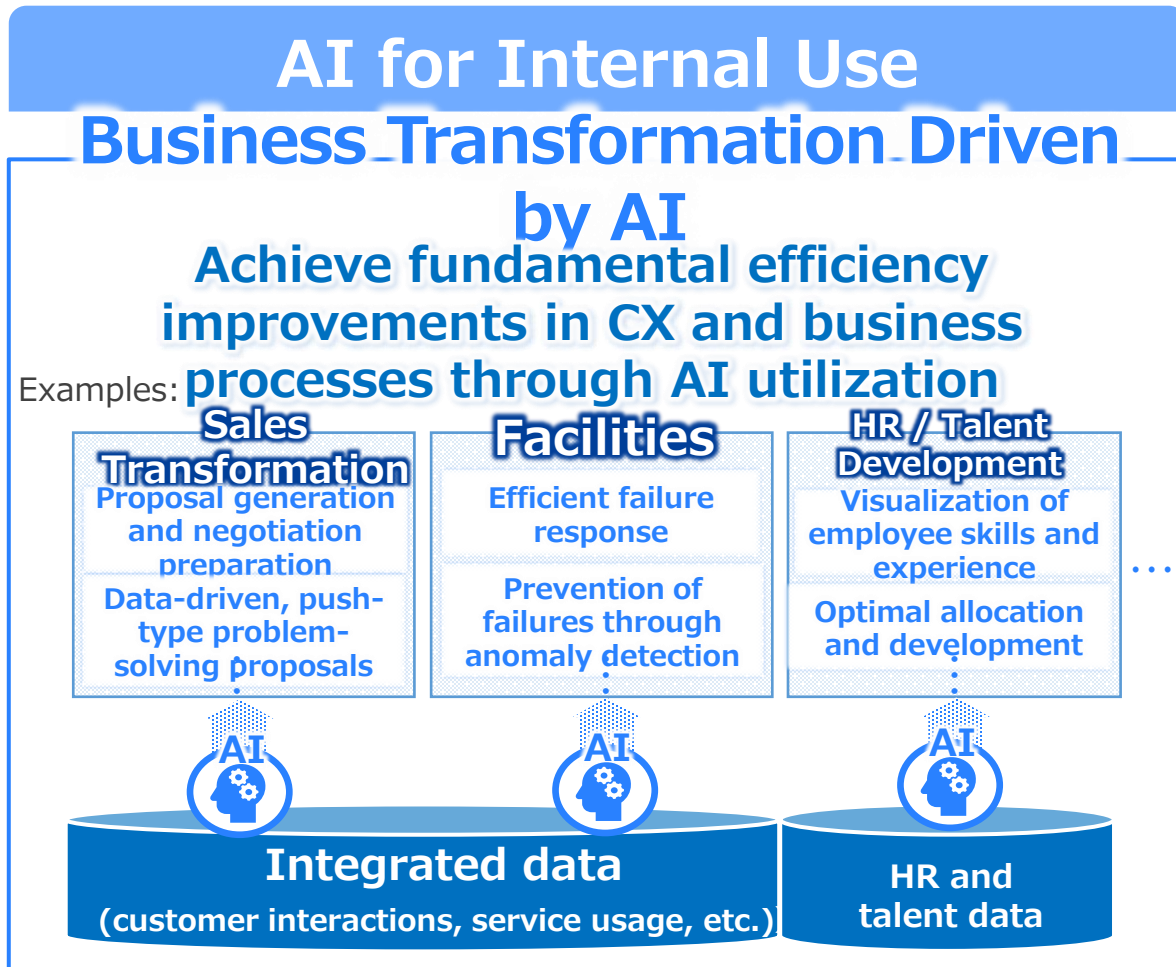 AI for Internal Use
Business Transformation Driven
by AI
Achieve fundamental efficiency
improvements in CX and business
processes through AI utilization
Examples:
Sales
Transformation
Proposal generation
and negotiation
preparation
Data-driven, push-
type problem-
solving proposals
Facilities
Efficient failure
response
Prevention of
failures through
anomaly detection
HR / Talent
Development
Visualization of
employee skills and
experience
Optimal allocation
and development
…
AI
AI
AI
Integrated data
(customer interactions, service usage, etc.))
HR and
talent data